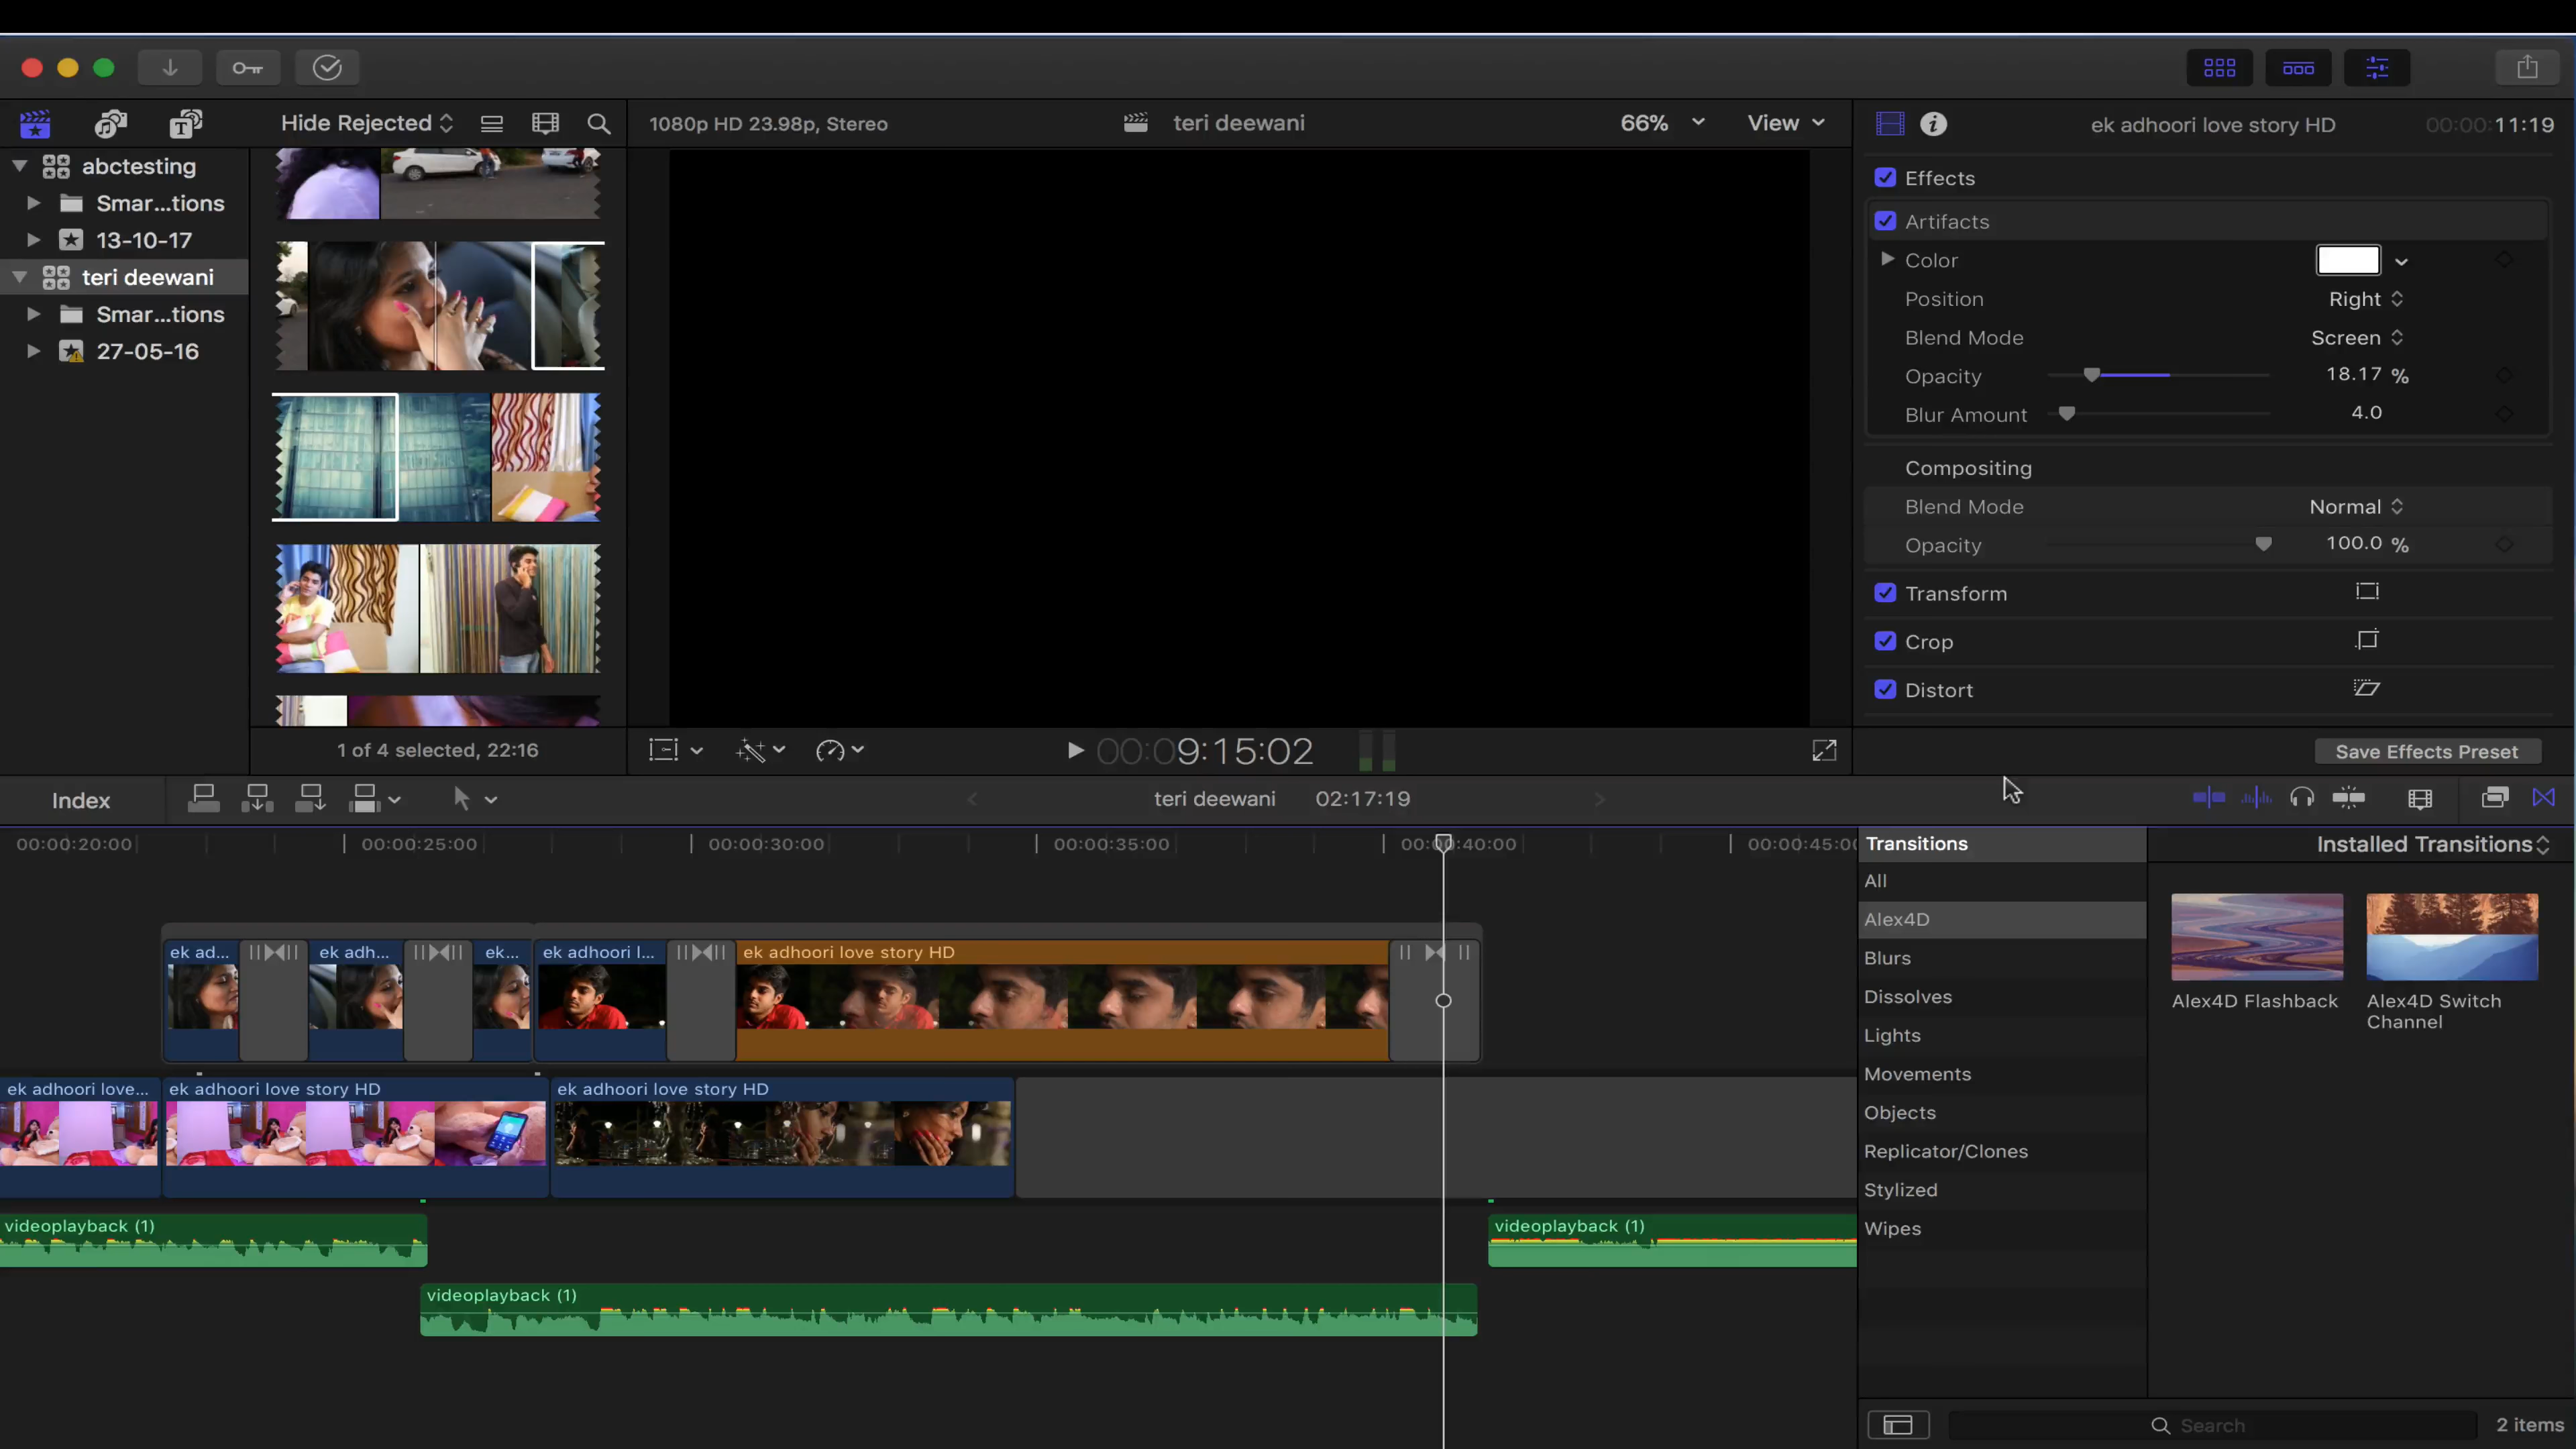 Hide Rejected
1080p HD 23.98p, Stereo
teri deewani
66%
View
ek adhoori love story HD
00:00:11:19
abctesting
Smar...tions
13-10-17
teri deewani
Smar...tions
27-05-16
Effects
Artifacts
Color
Position
Right
Blend Mode
Screen
Opacity
18.17 %
Blur Amount
4.0
Compositing
Blend Mode
Normal
Opacity
100.0 %
Transform
Crop
Distort
1 of 4 selected, 22:16
00:09:15:02
Save Effects Preset
Index
teri deewani
02:17:19
00:00:20:00
00:00:25:00
00:00:30:00
00:00:35:00
00:00:40:00
00:00:45:00
Transitions
Installed Transitions
All
Alex4D
Blurs
Dissolves
Lights
Movements
Objects
Replicator/Clones
Stylized
Wipes
Alex4D Flashback
Alex4D Switch
Channel
ek ad...
ek adh...
ek...
ek adhoori l...
ek adhoori love story HD
ek adhoori love...
ek adhoori love story HD
ek adhoori love story HD
videoplayback (1)
videoplayback (1)
videoplayback (1)
Search
2 items